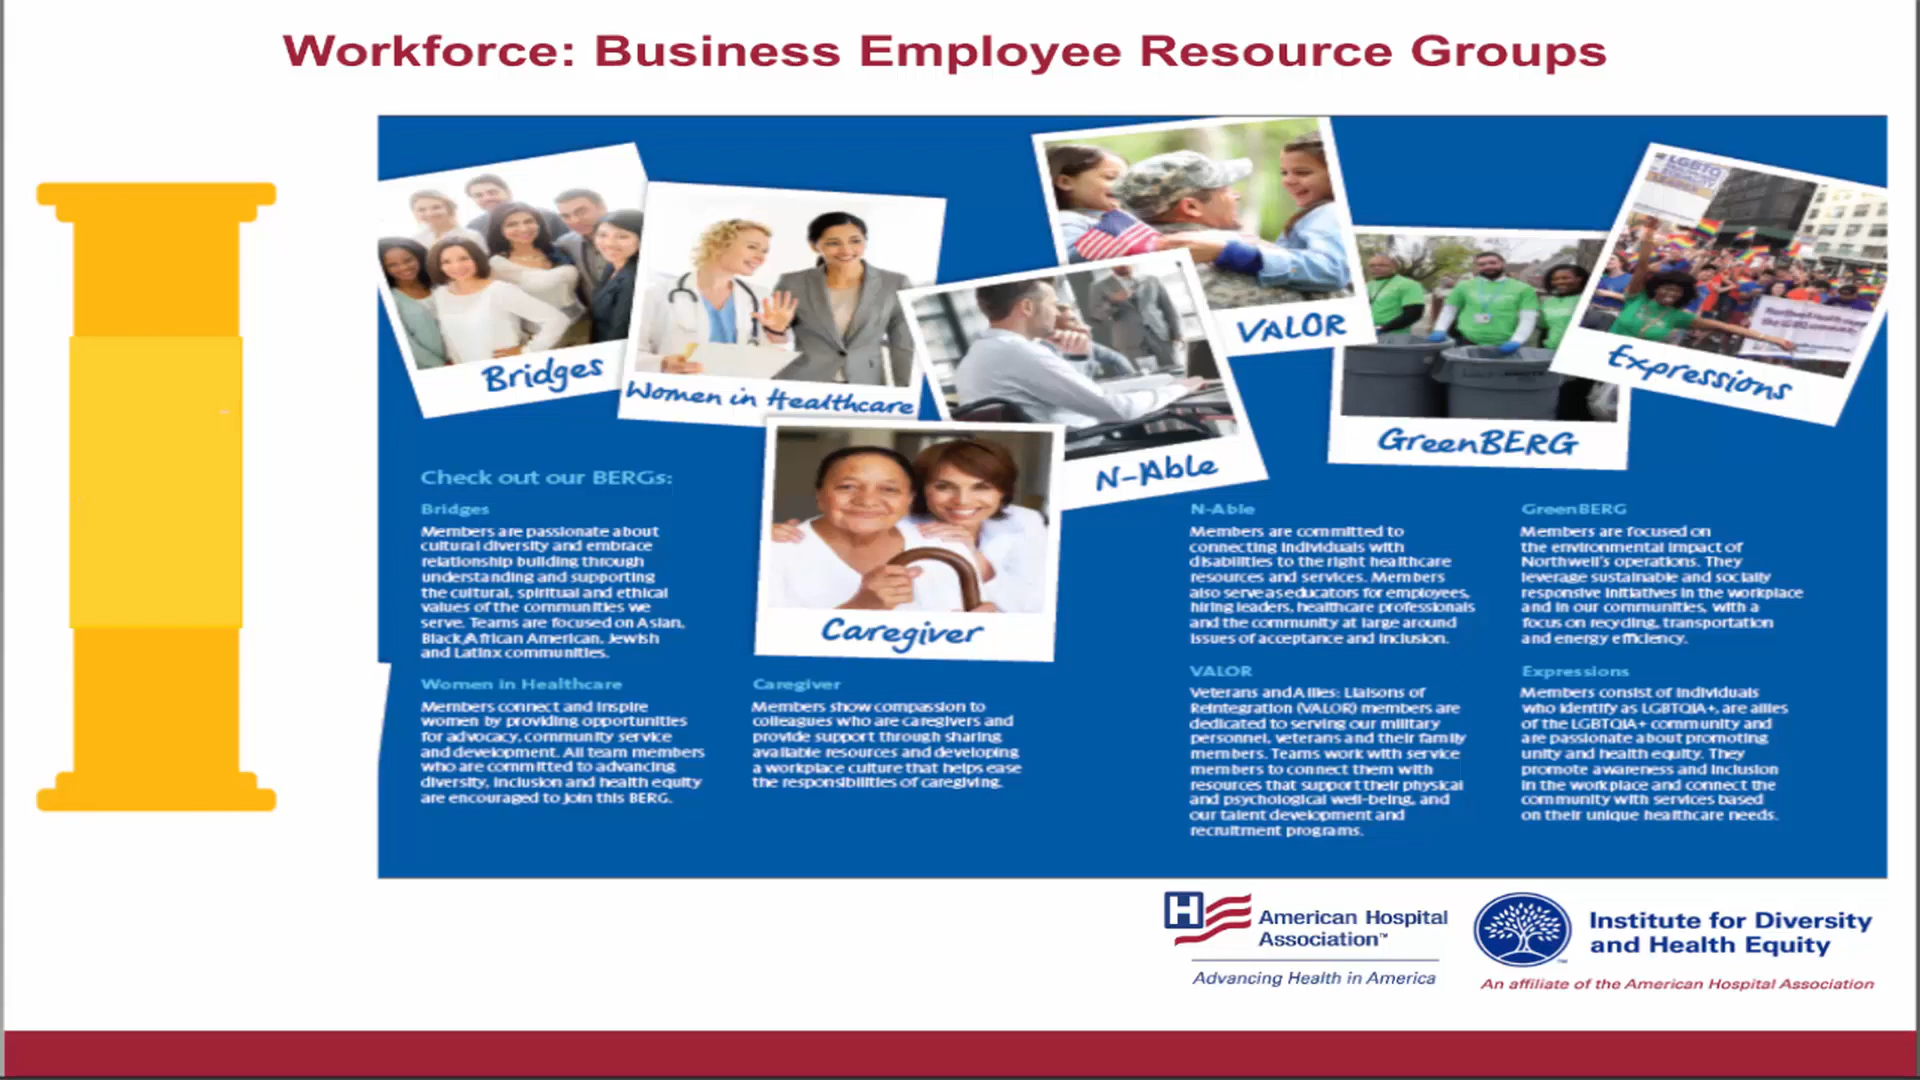 Workforce: Business Employee Resource Groups
Bridges
Women in Healthcare
VALOR
Expressions
GreenBERG
N-Able
Caregiver
Check out our BERGs:
Bridges
Members are passionate about
cultural diversity and embrace
relationship building through
understanding and supporting
the cultural, spiritual and ethical
values of the communities we
serve. Teams are focused on Asian,
Black/African American, Jewish
and Latinx communities.
Women in Healthcare
Members connect and inspire
women by providing opportunities
for advocacy, community service
and development. All team members
who are committed to advancing
diversity, inclusion and health equity
are encouraged to join this BERG.
Caregiver
Members show compassion to
colleagues who are caregivers and
provide support through sharing
available resources and developing
a workplace culture that helps ease
the responsibilities of caregiving.
N-Able
Members are committed to
connecting individuals with
disabilities to the right healthcare
resources and services. Members
also serve as educators for employees,
hiring leaders, healthcare professionals
and the community at large around
issues of acceptance and inclusion.
VALOR
Veterans and Allies: Liaisons of
Reintegration (VALOR) members are
dedicated to serving our military
personnel, veterans and their family
members. Teams work with service
members to connect them with
resources that support their physical
and psychological well-being, and
our talent development and
recruitment programs.
GreenBERG
Members are focused on
the environmental impact of
Northwell's operations. They
leverage sustainable and socially
responsive initiatives in the workplace
and in our communities, with a
focus on recycling, transportation
and energy efficiency.
Expressions
Members consist of individuals
who identify as LGBTQIA+, are allies
of the LGBTQIA+ community and
are passionate about promoting
unity and health equity. They
promote awareness and inclusion
in the workplace and connect the
community with services based
on their unique healthcare needs.
H American Hospital
Association™
Advancing Health in America
Institute for Diversity
and Health Equity
An affiliate of the American Hospital Association